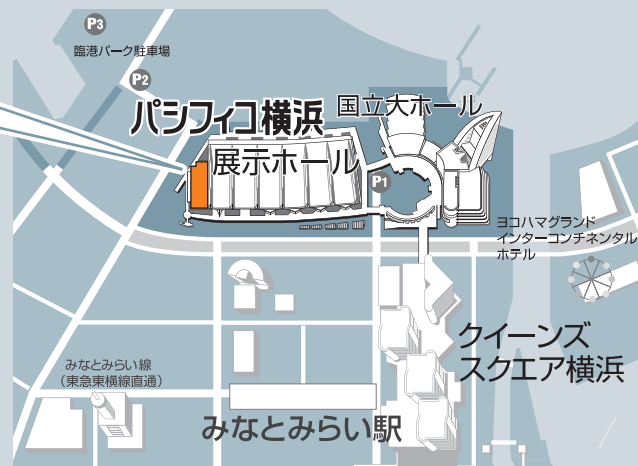 P3
臨港パーク駐車場
P2
パシフィコ横浜
国立大ホール
展示ホール
P1
ヨコハマグランド
インターコンチネンタル
ホテル
クイーンズ
スクエア横浜
みなとみらい線
（東急東横線直通）
みなとみらい駅